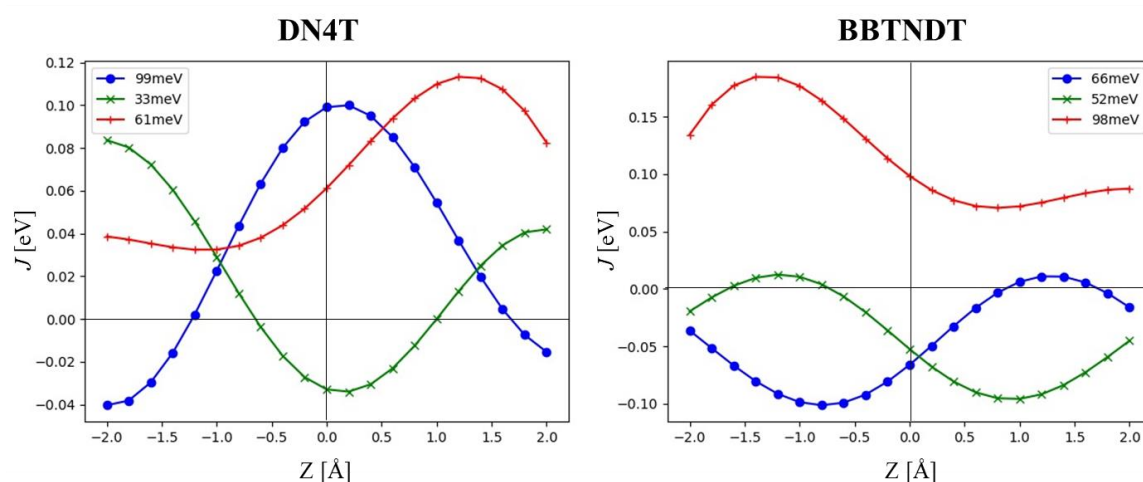 DN4T
99meV
33meV
61meV
0.12
0.10
0.08
0.06
0.04
0.02
0.00
−0.02
−0.04
J [eV]
−2.0 −1.5 −1.0 −0.5 0.0 0.5 1.0 1.5 2.0
Z [Å]
BBTNDT
66meV
52meV
98meV
0.15
0.10
0.05
0.00
−0.05
−0.10
J [eV]
−2.0 −1.5 −1.0 −0.5 0.0 0.5 1.0 1.5 2.0
Z [Å]